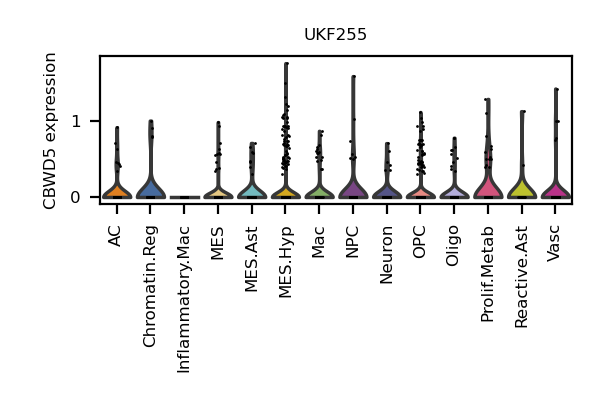 UKF255
CBWD5 expression
1
0
AC
Chromatin.Reg
Inflammatory.Mac
MES
MES.Ast
MES.Hyp
Mac
NPC
Neuron
OPC
Oligo
Prolif.Metab
Reactive.Ast
Vasc